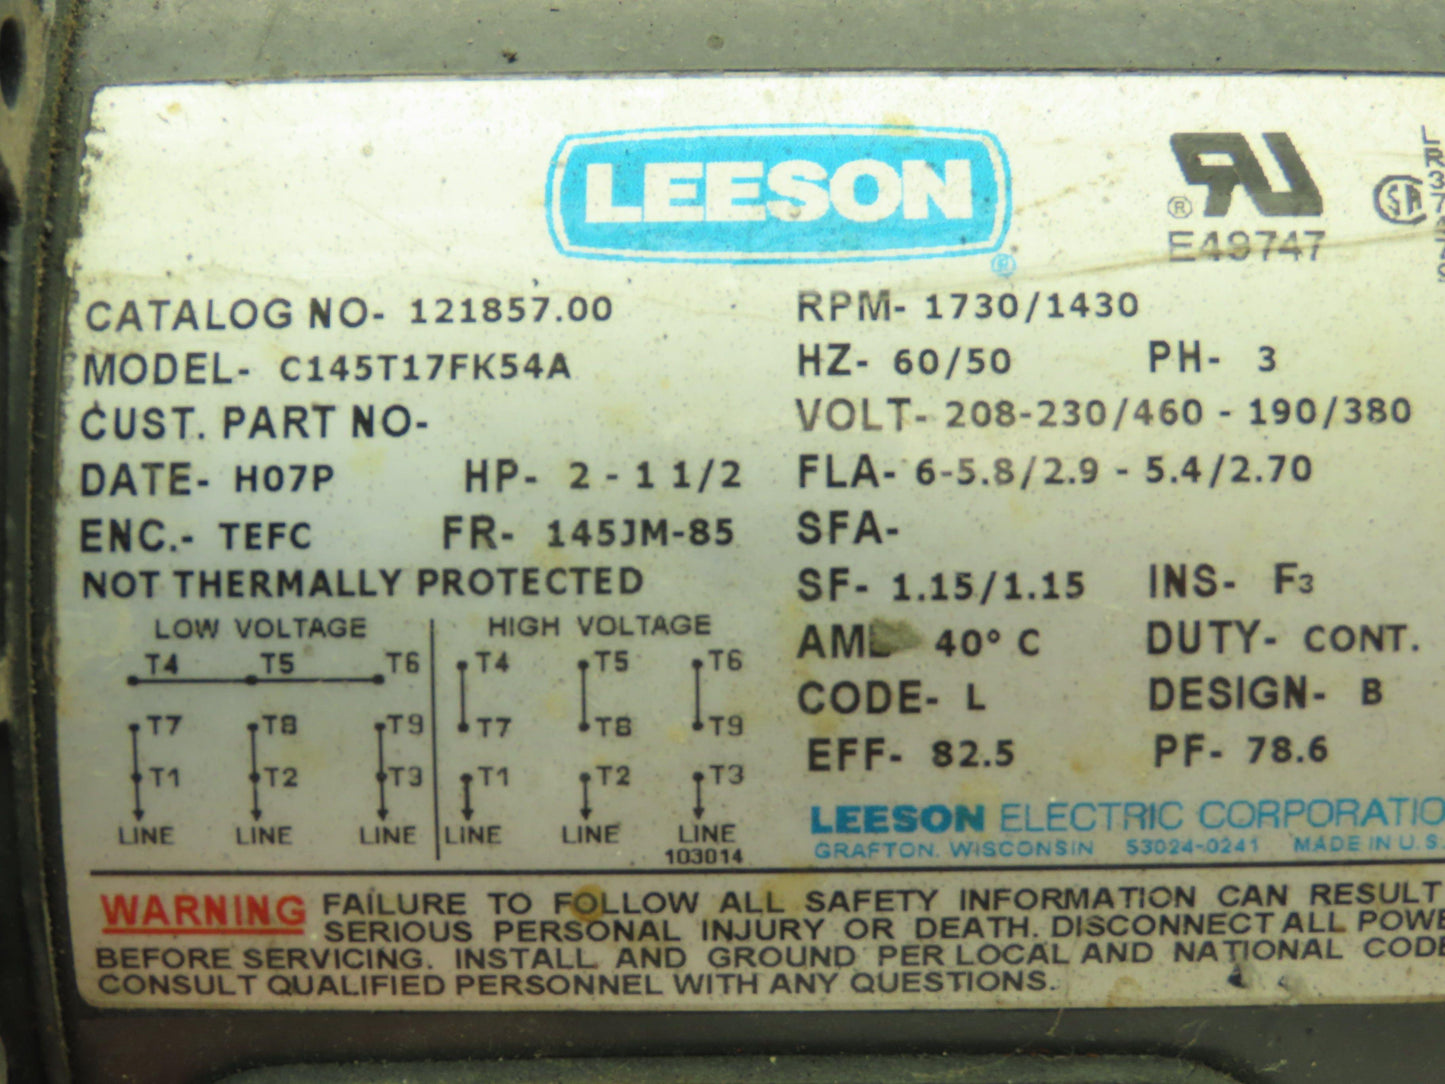 LEESON
®
®
E49747
CATALOG NO- 121857.00
MODEL- C145T17FK54A
CUST. PART NO-
DATE- H07P HP- 2 - 1 1/2
ENC.- TEFC FR- 145JM-85
NOT THERMALLY PROTECTED
RPM- 1730/1430
HZ- 60/50 PH- 3
VOLT- 208-230/460 - 190/380
FLA- 6-5.8/2.9 - 5.4/2.70
SFA-
SF- 1.15/1.15 INS- F3
40° C DUTY- CONT.
CODE- L DESIGN- B
EFF- 82.5 PF- 78.6
LOW VOLTAGE
T4 T5 T6
T7 T8 T9
T1 T2 T3
LINE LINE LINE
HIGH VOLTAGE
T4 T5 T6
T7 T8 T9
T1 T2 T3
LINE LINE LINE
103014
LEESON ELECTRIC CORPORATIO
GRAFTON, WISCONSIN 53024-0241 MADE IN U.S.
WARNING FAILURE TO FOLLOW ALL SAFETY INFORMATION CAN RESULT
SERIOUS PERSONAL INJURY OR DEATH. DISCONNECT ALL POWE
BEFORE SERVICING. INSTALL AND GROUND PER LOCAL AND NATIONAL CODE
CONSULT QUALIFIED PERSONNEL WITH ANY QUESTIONS.